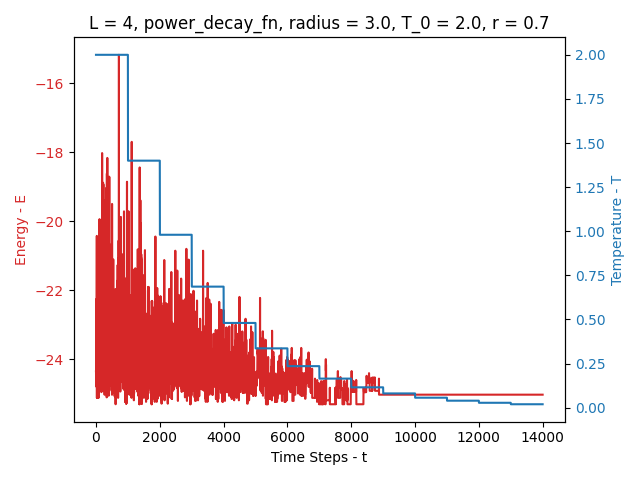 L = 4, power_decay_fn, radius = 3.0, T_0 = 2.0, r = 0.7
Energy - E
−16
−18
−20
−22
−24
2.00
1.75
1.50
1.25
1.00
0.75
0.50
0.25
0.00
Temperature - T
0 2000 4000 6000 8000 10000 12000 14000
Time Steps - t